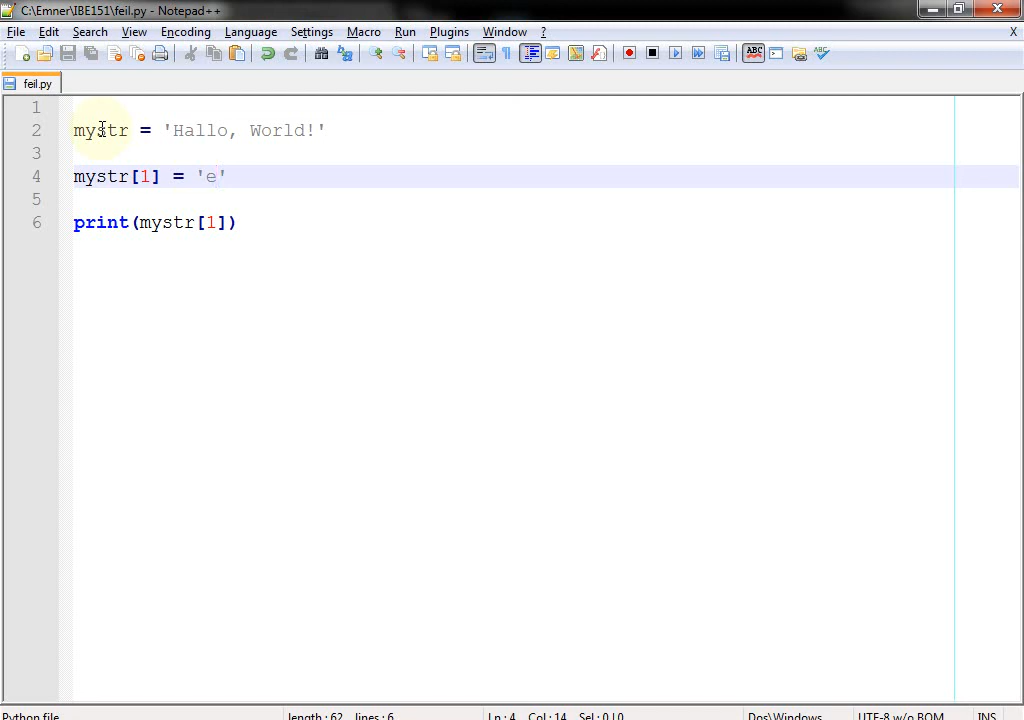 C:\Emner\IBE151\feil.py - Notepad++
File Edit Search View Encoding Language Settings Macro Run Plugins Window ? X
feil.py
1
2 mystr = 'Hallo, World!'
3
4 mystr[1] = 'e'
5
6 print(mystr[1])
Python file length : 62 lines : 6 Ln : 4 Col : 14 Sel : 0 | 0 Dos\Windows UTF-8 w/o BOM INS